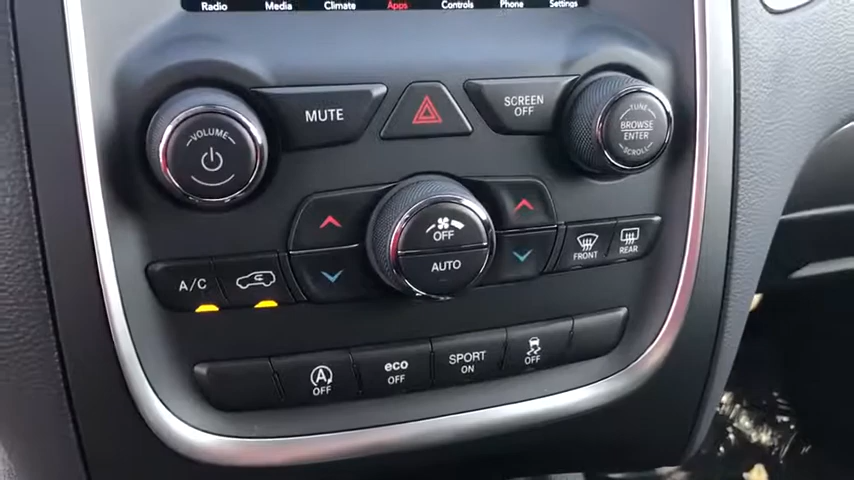 Radio Media Climate Apps Controls Phone Settings
VOLUME
MUTE
SCREEN
OFF
TUNE
BROWSE
ENTER
SCROLL
OFF
AUTO
A/C
FRONT
REAR
A
OFF
eco
OFF
SPORT
ON
OFF